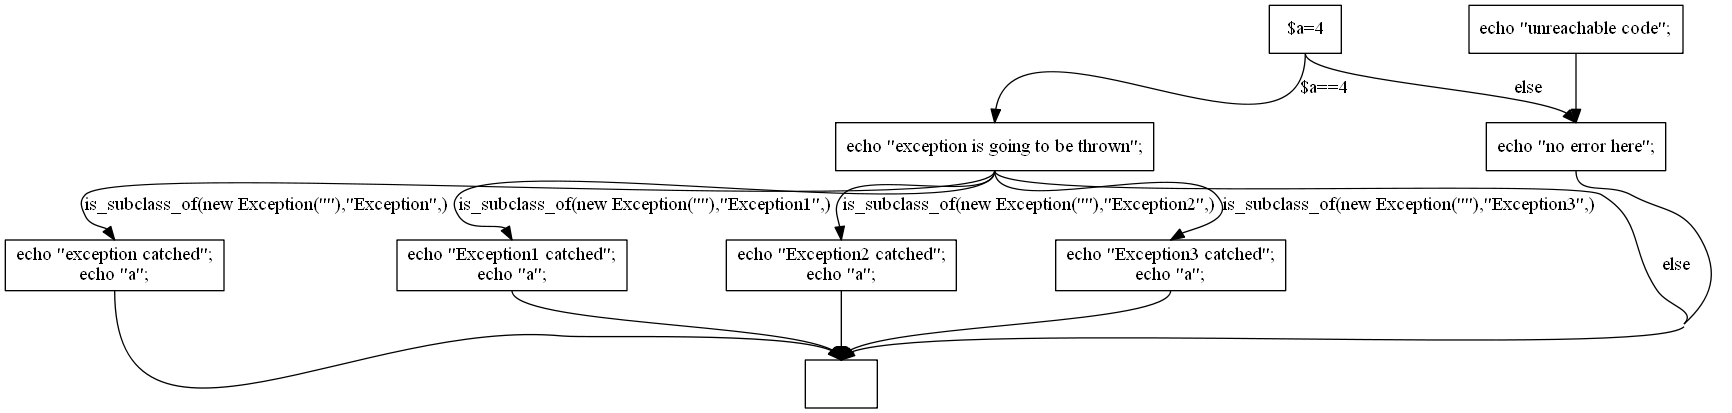 $a=4
echo "unreachable code";
$a==4
else
echo "exception is going to be thrown";
echo "no error here";
is_subclass_of(new Exception(""),"Exception",)
is_subclass_of(new Exception(""),"Exception1",)
is_subclass_of(new Exception(""),"Exception2",)
is_subclass_of(new Exception(""),"Exception3",)
echo "exception catched";
echo "a";
echo "Exception1 catched";
echo "a";
echo "Exception2 catched";
echo "a";
echo "Exception3 catched";
echo "a";
else